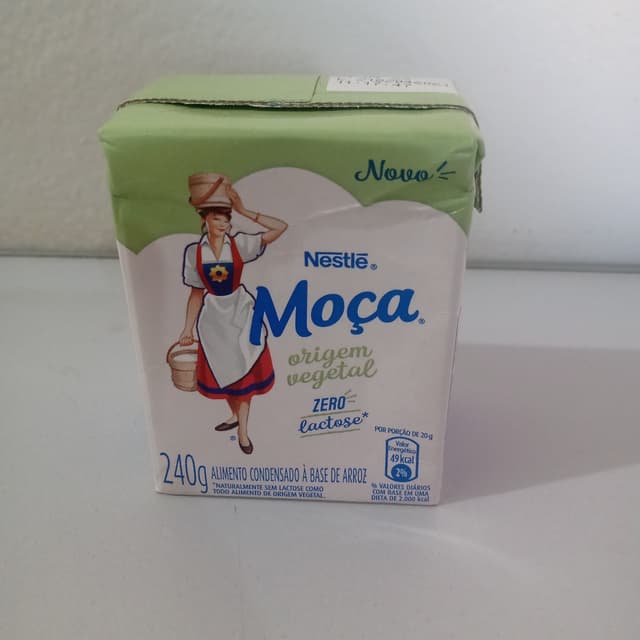 Novo
Nestlé®
Moça®
origem
vegetal
ZERO
lactose*
POR PORÇÃO DE 20 g
Valor
Energético
49 kcal
2%
% VALORES DIÁRIOS
COM BASE EM UMA
DIETA DE 2.000 kcal
240g ALIMENTO CONDENSADO À BASE DE ARROZ
*NATURALMENTE SEM LACTOSE COMO
TODO ALIMENTO DE ORIGEM VEGETAL.